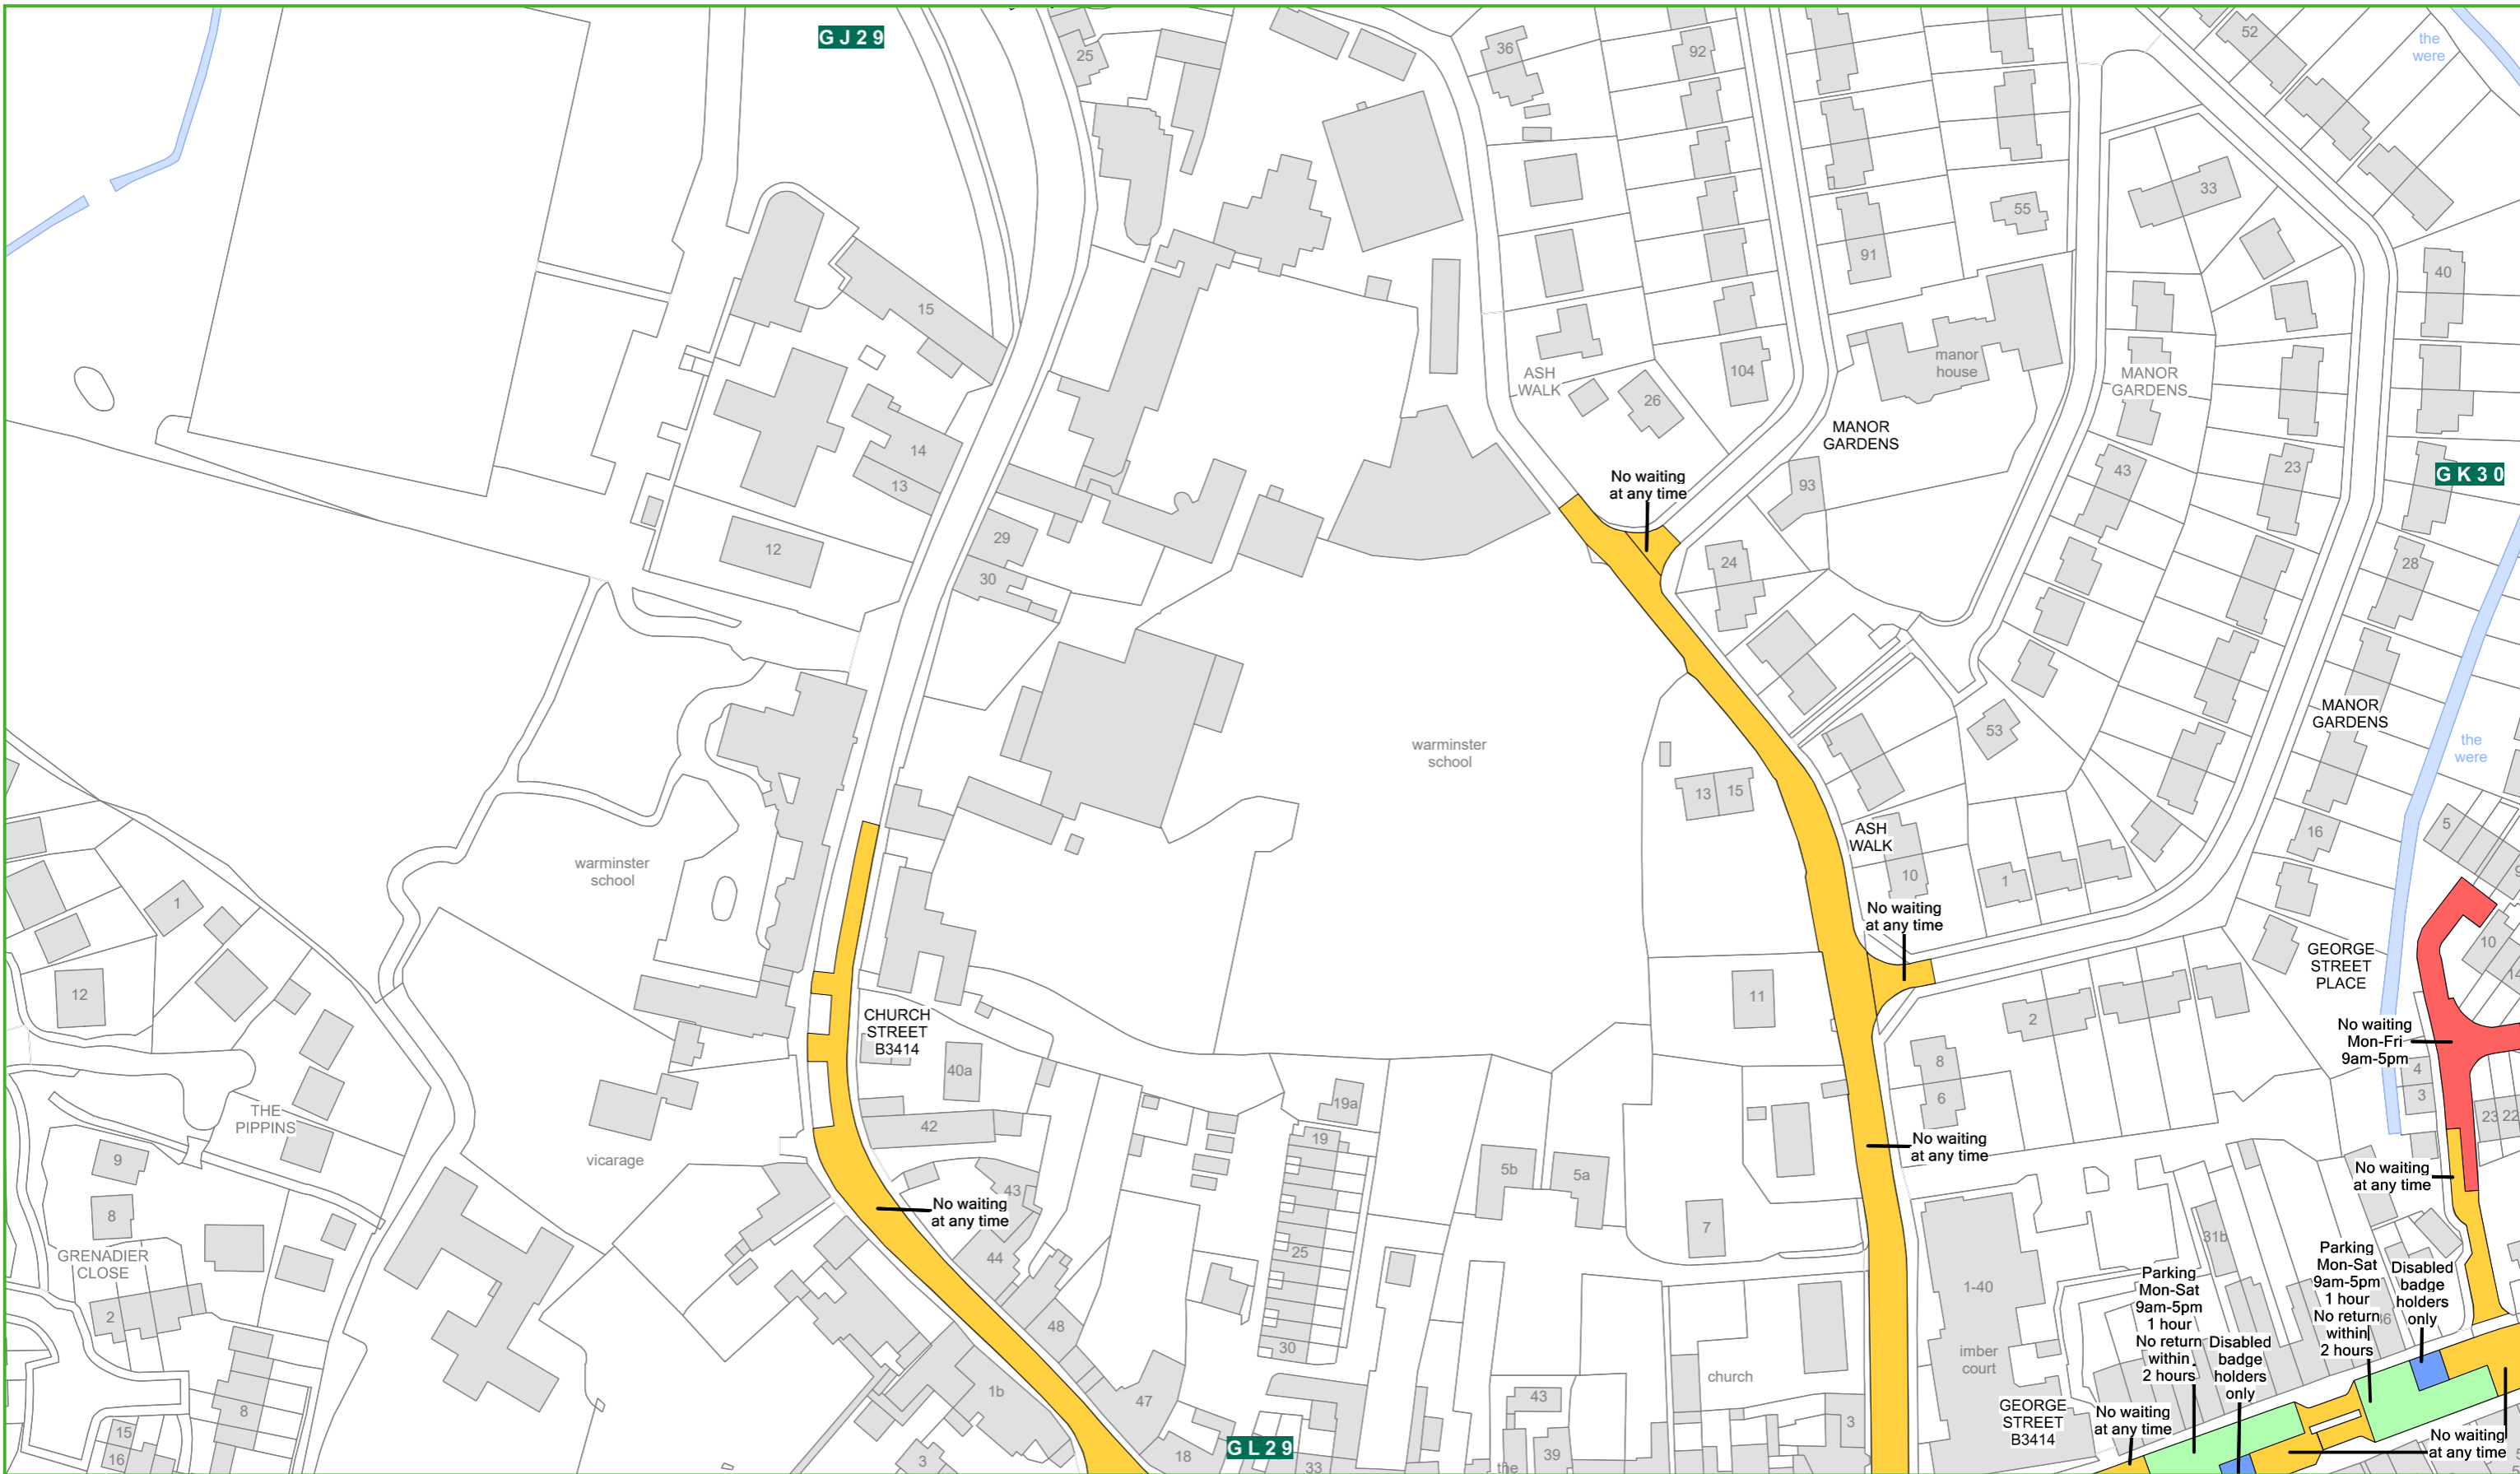 GJ29
25
36
92
52
the
were
33
55
91
40
15
ASH
WALK
104
26
manor
house
MANOR
GARDENS
MANOR
GARDENS
14
13
No waiting
at any time
93
43
23
GK30
12
29
30
24
28
warminster
school
53
MANOR
GARDENS
the
were
13
15
ASH
WALK
16
5
warminster
school
1
10
1
No waiting
at any time
12
11
2
GEORGE
STREET
PLACE
10
CHURCH
STREET
B3414
40a
No waiting
Mon-Fri
9am-5pm
8
6
4
3
23
22
THE
PIPPINS
42
19a
19
vicarage
9
5b
5a
No waiting
at any time
No waiting
at any time
43
No waiting
at any time
8
7
31b
GRENADIER
CLOSE
44
25
1-40
Parking
Mon-Sat
9am-5pm
1 hour
No return
within
2 hours
Parking
Mon-Sat
9am-5pm
1 hour
No return
within
2 hours
Disabled
badge
holders
only
2
48
30
imber
court
Disabled
badge
holders
only
church
1b
47
43
8
3
GEORGE
STREET
B3414
No waiting
at any time
15
16
3
18
GL29
33
the
39
No waiting
at any time